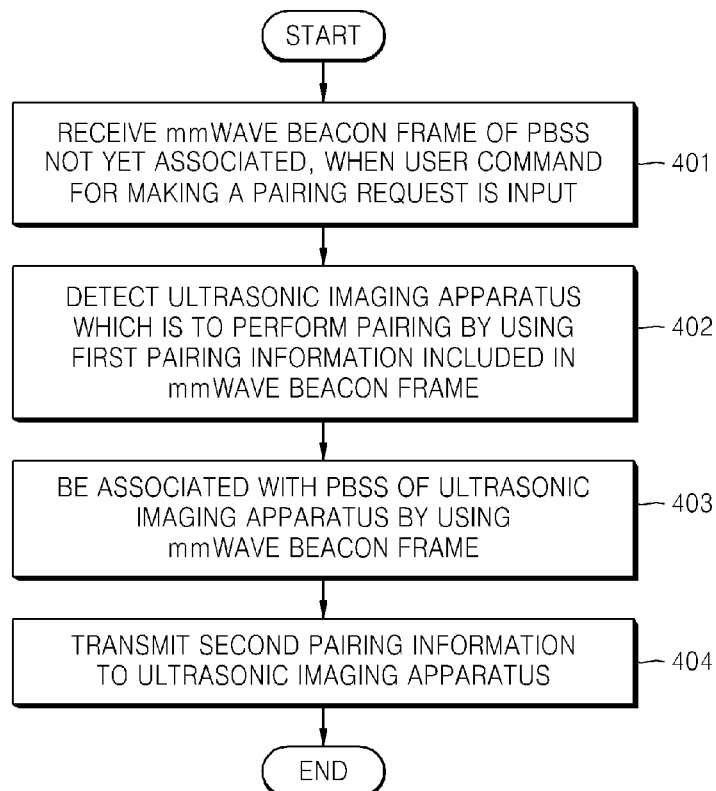 START
RECEIVE mmWAVE BEACON FRAME OF PBSS
NOT YET ASSOCIATED, WHEN USER COMMAND
FOR MAKING A PAIRING REQUEST IS INPUT
401
DETECT ULTRASONIC IMAGING APPARATUS
WHICH IS TO PERFORM PAIRING BY USING
FIRST PAIRING INFORMATION INCLUDED IN
mmWAVE BEACON FRAME
402
BE ASSOCIATED WITH PBSS OF ULTRASONIC
IMAGING APPARATUS BY USING
mmWAVE BEACON FRAME
403
TRANSMIT SECOND PAIRING INFORMATION
TO ULTRASONIC IMAGING APPARATUS
404
END